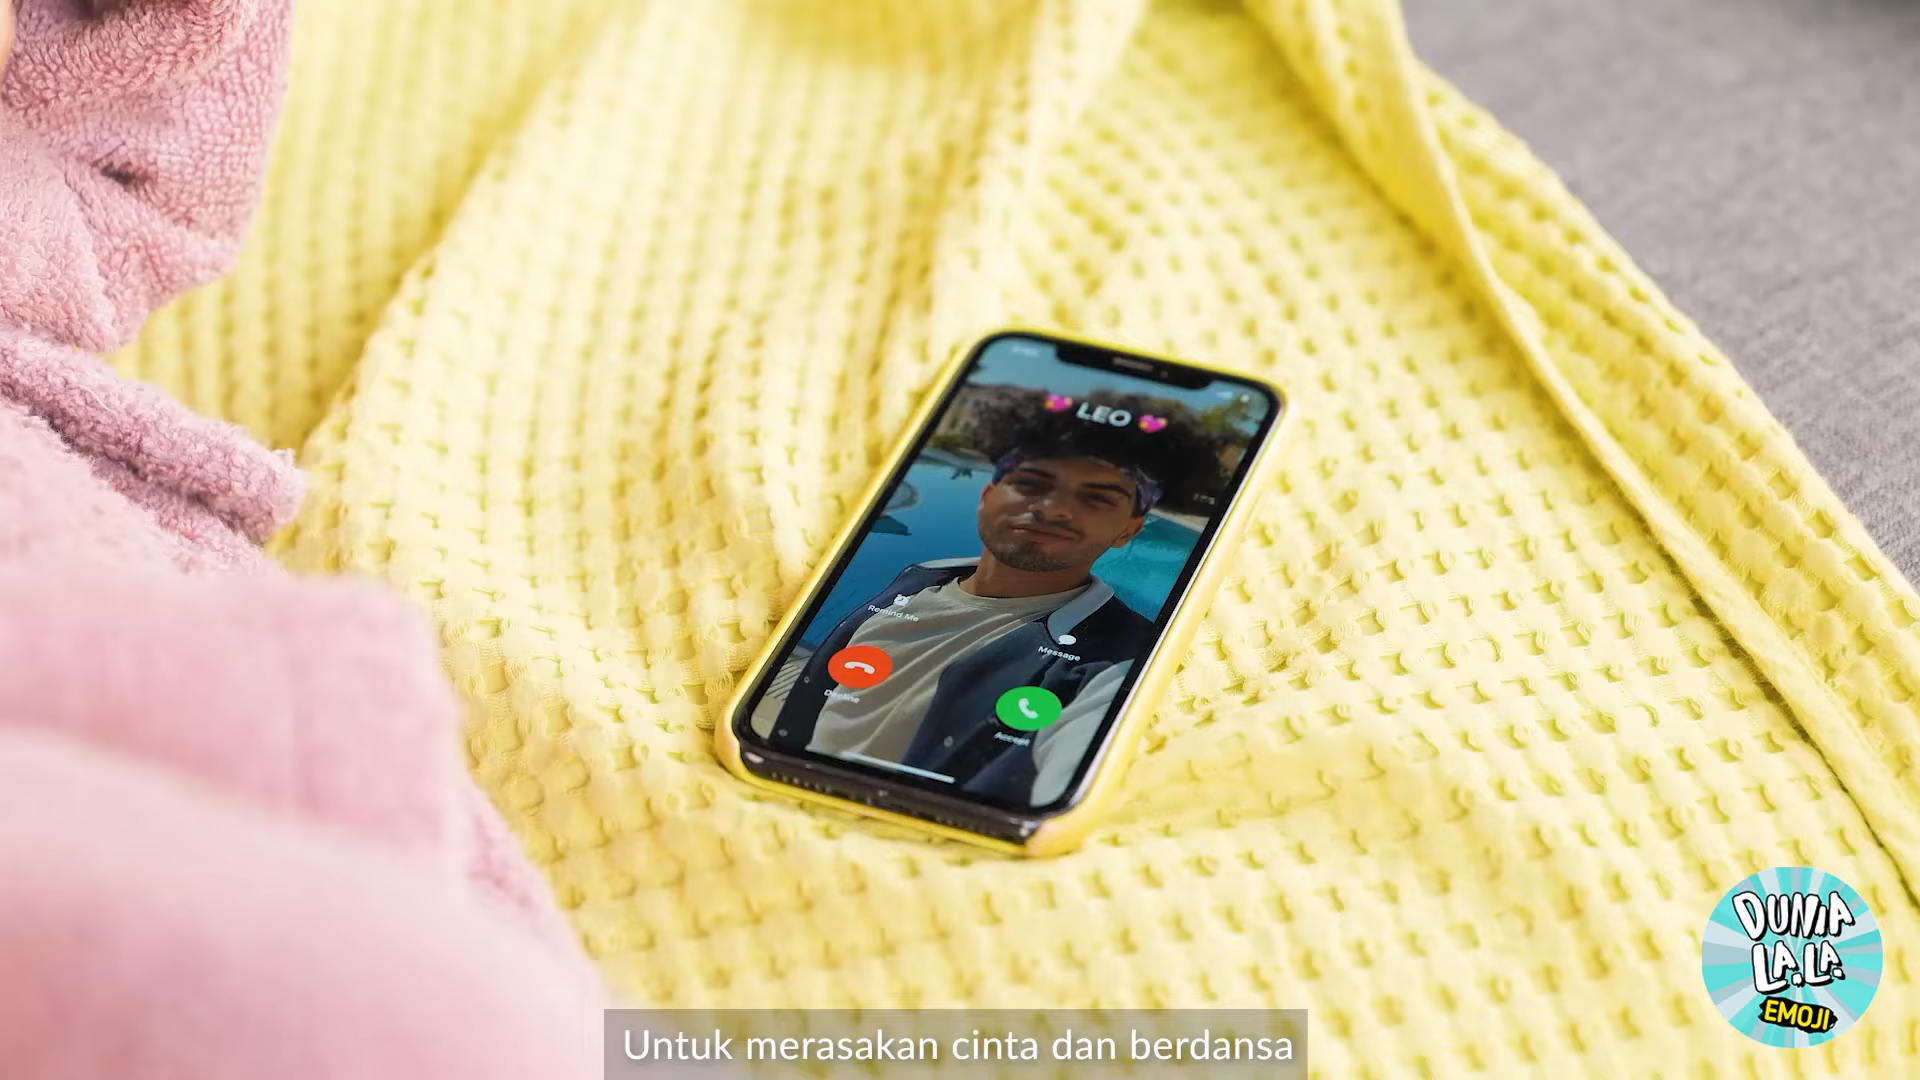 💖 LEO 💖
Remind Me
Message
Decline
Accept
DUNIA
LA.LA.
EMOJI
Untuk merasakan cinta dan berdansa